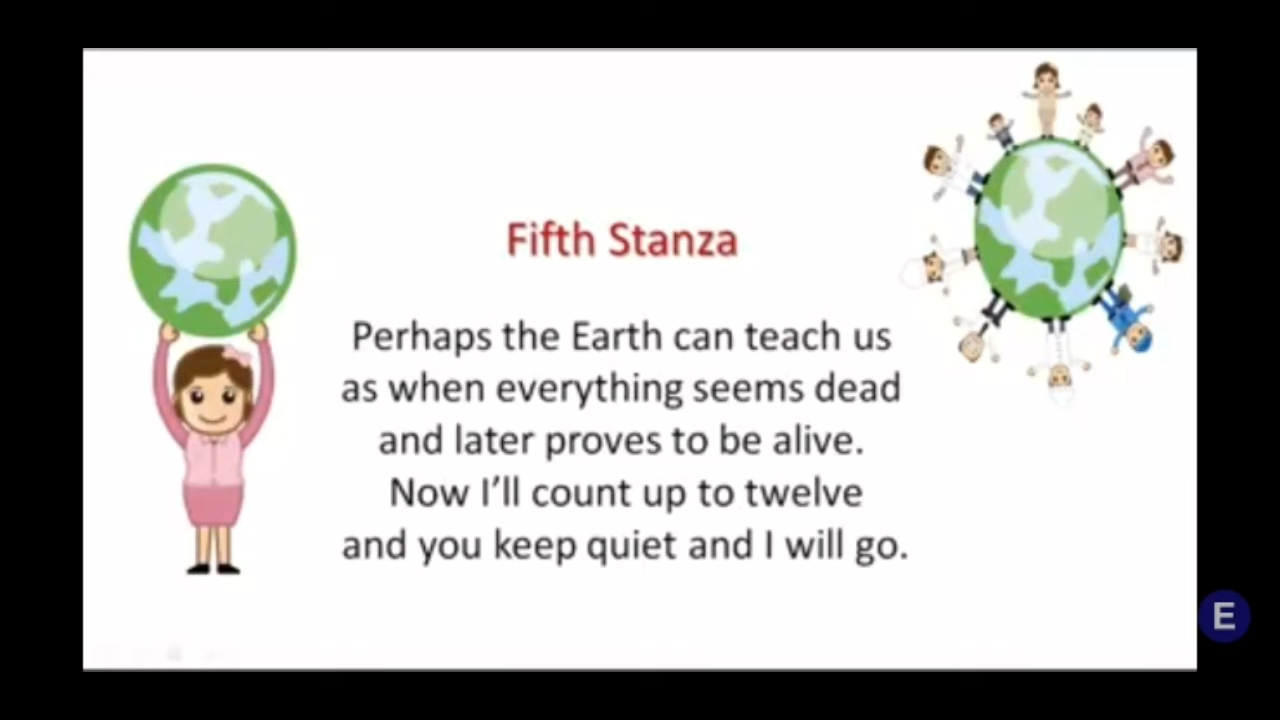 Fifth Stanza
Perhaps the Earth can teach us
as when everything seems dead
and later proves to be alive.
Now I’ll count up to twelve
and you keep quiet and I will go.
E